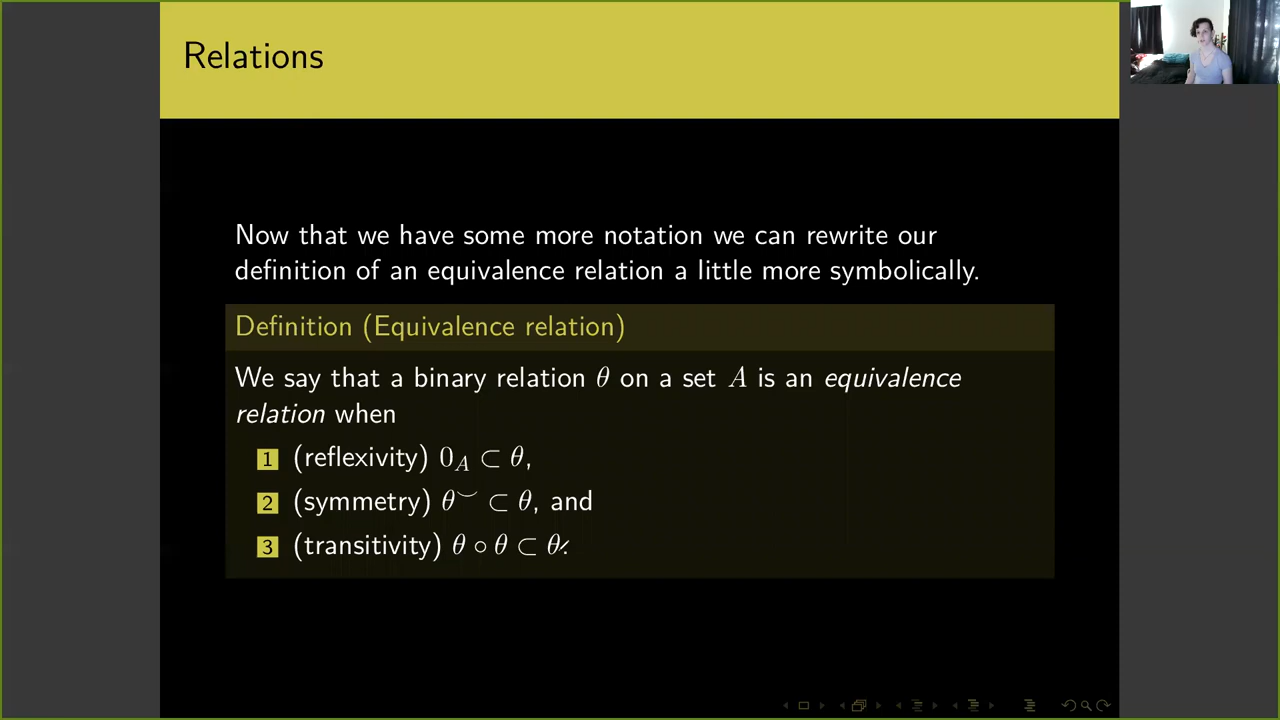 Relations
Now that we have some more notation we can rewrite our
definition of an equivalence relation a little more symbolically.
Definition (Equivalence relation)
We say that a binary relation θ on a set A is an equivalence
relation when
1 (reflexivity) 0_A ⊂ θ,
2 (symmetry) θ^⌣ ⊂ θ, and
3 (transitivity) θ ∘ θ ⊂ θ.